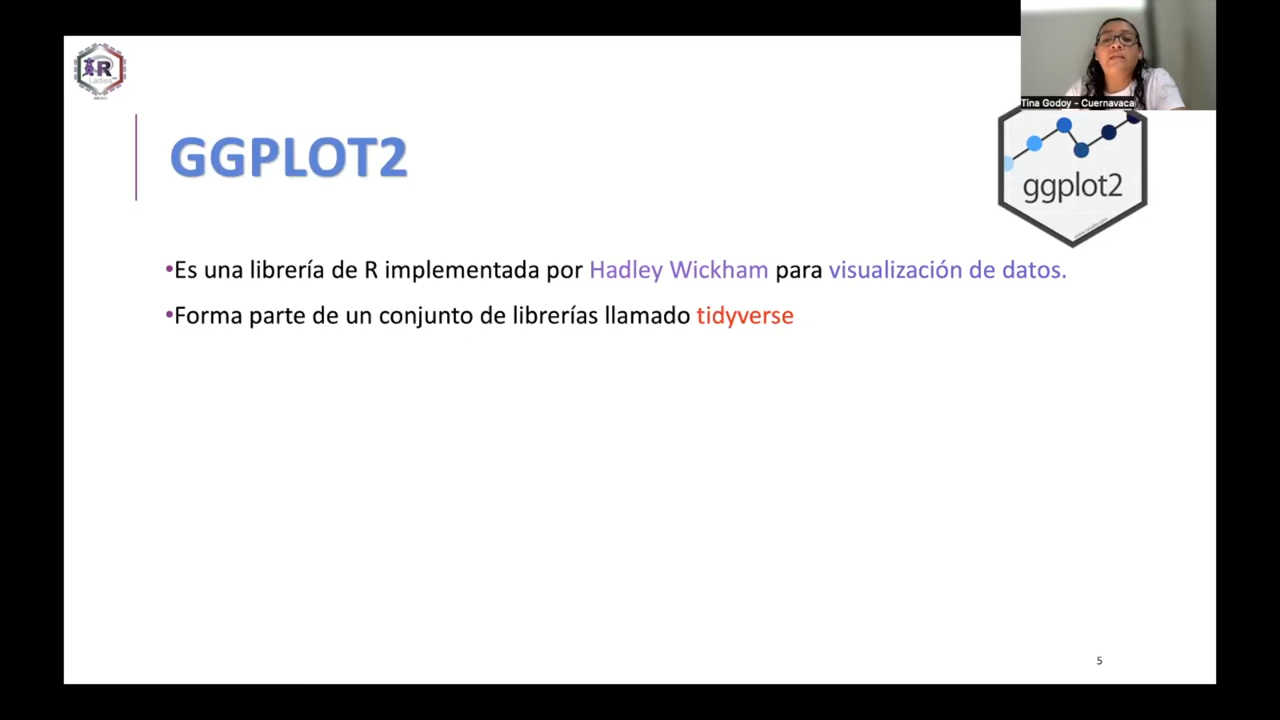 R
Ladies
Tina Godoy - Cuernavaca
GGPLOT2
ggplot2
•Es una librería de R implementada por Hadley Wickham para visualización de datos.
•Forma parte de un conjunto de librerías llamado tidyverse
5